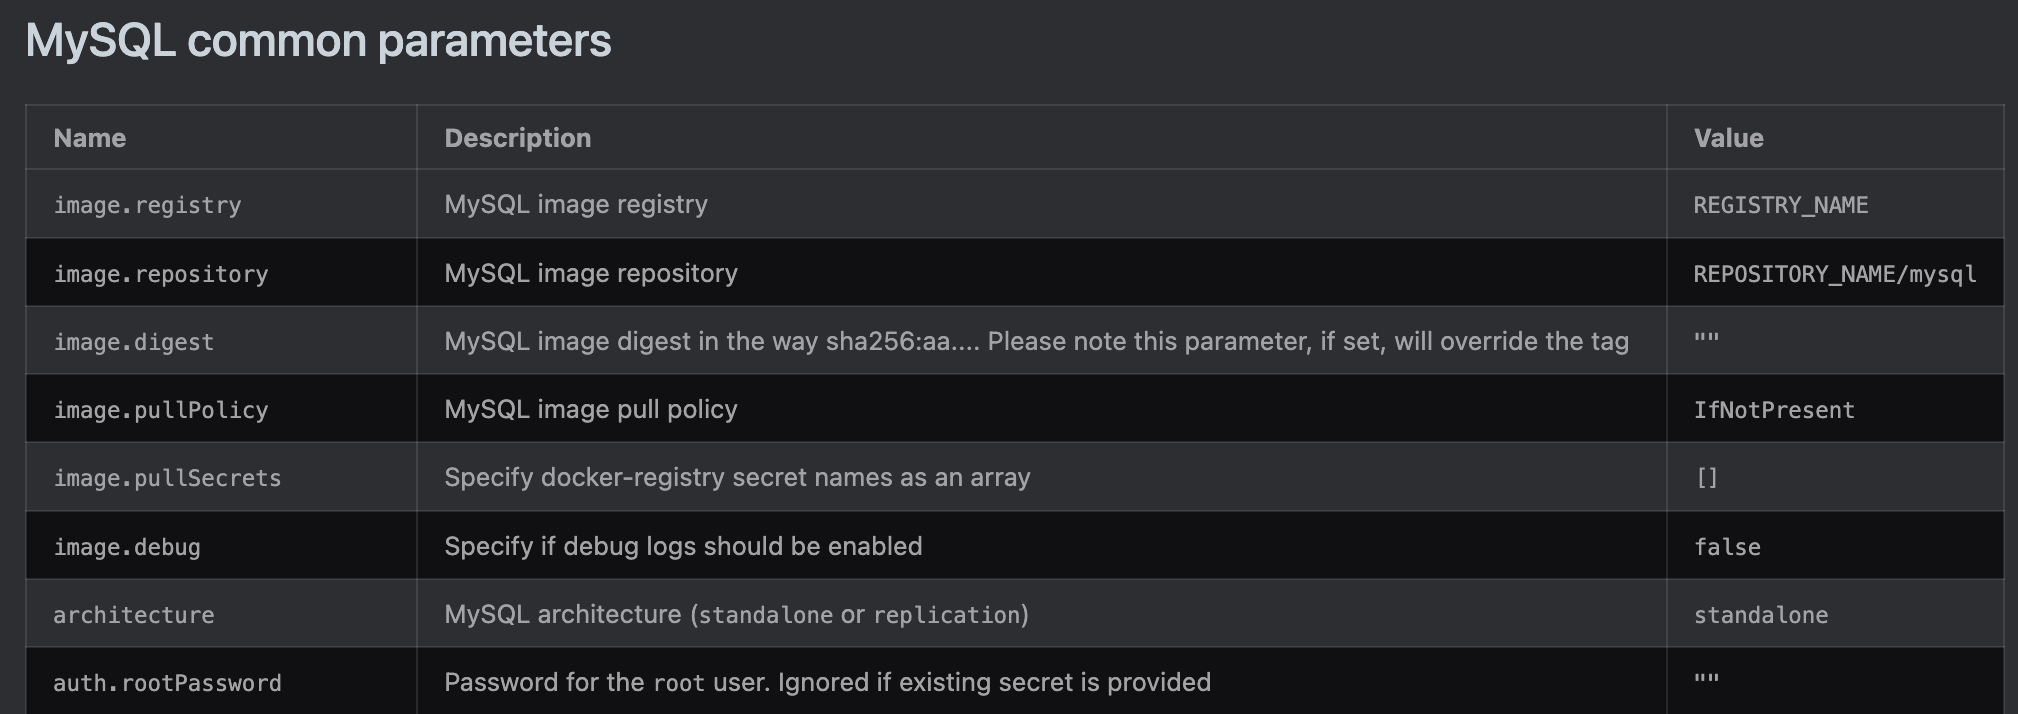 MySQL common parameters
Name Description Value
image.registry MySQL image registry REGISTRY_NAME
image.repository MySQL image repository REPOSITORY_NAME/mysql
image.digest MySQL image digest in the way sha256:aa.... Please note this parameter, if set, will override the tag ""
image.pullPolicy MySQL image pull policy IfNotPresent
image.pullSecrets Specify docker-registry secret names as an array []
image.debug Specify if debug logs should be enabled false
architecture MySQL architecture (standalone or replication) standalone
auth.rootPassword Password for the root user. Ignored if existing secret is provided ""